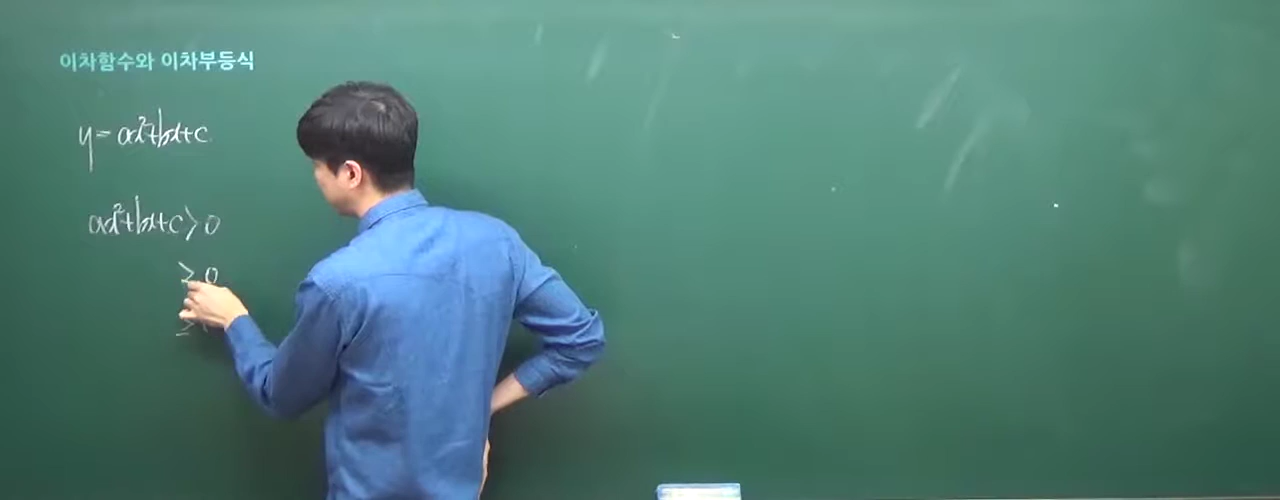 이차함수와 이차부등식
y = ax²+bx+c
ax²+bx+c > 0
≥ 0